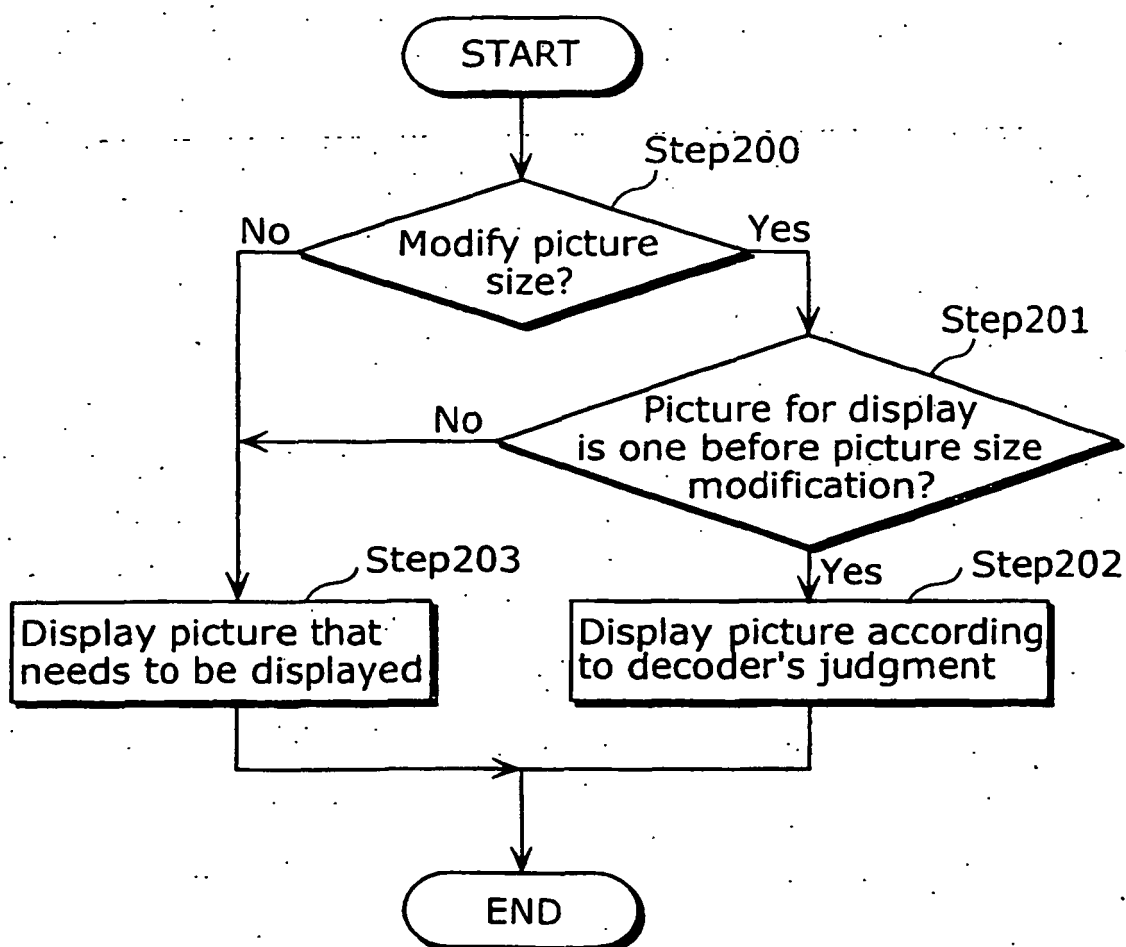 START
Step200
No
Yes
Modify picture
size?
Step201
No
Picture for display
is one before picture size
modification?
Step203
Yes
Step202
Display picture that
needs to be displayed
Display picture according
to decoder's judgment
END